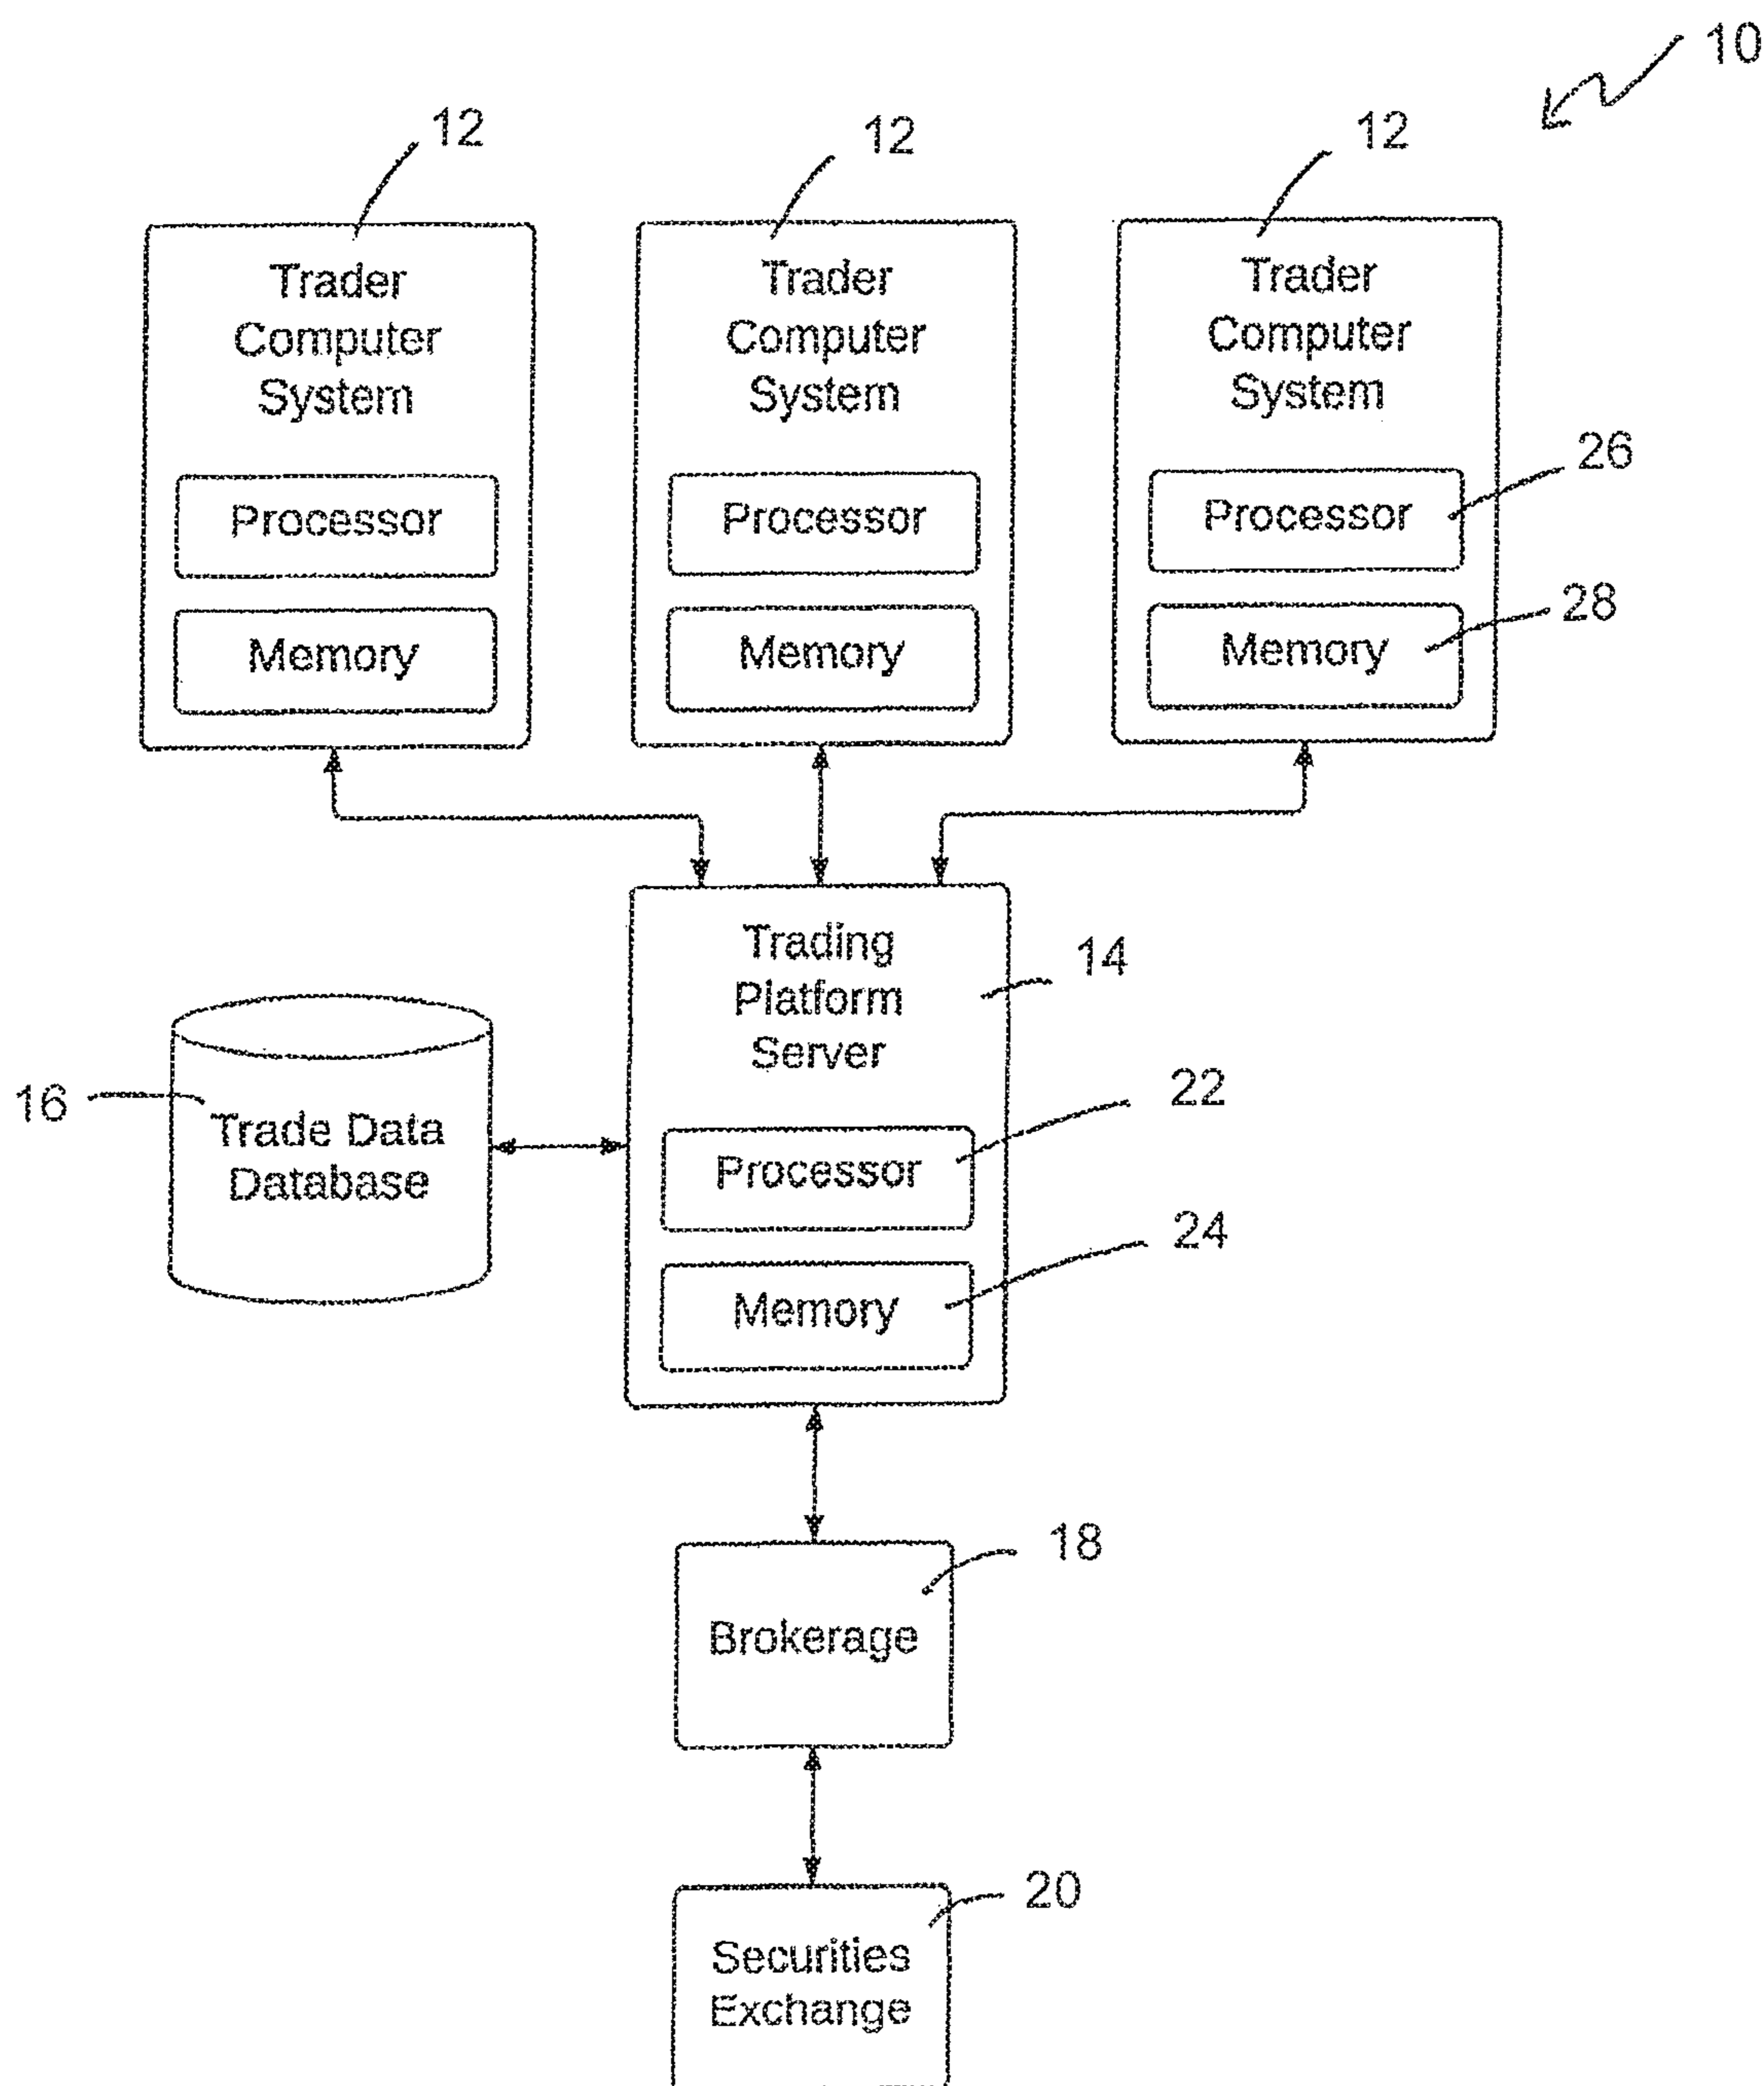 10
12
12
12
Trader
Computer
System
Processor
Memory
Trader
Computer
System
Processor
Memory
Trader
Computer
System
Processor
26
Memory
28
Trading
Platform
Server
14
Processor
22
Memory
24
16
Trade Data
Database
Brokerage
18
Securities
Exchange
20